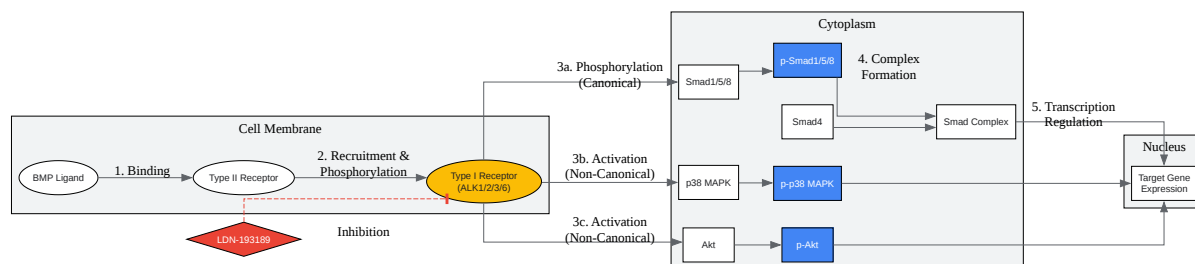 Cytoplasm
p-Smad1/5/8
4. Complex
Formation
3a. Phosphorylation
(Canonical)
Smad1/5/8
Smad4
Smad Complex
5. Transcription
Regulation
Cell Membrane
BMP Ligand
1. Binding
Type II Receptor
2. Recruitment &
Phosphorylation
Type I Receptor
(ALK1/2/3/6)
3b. Activation
(Non-Canonical)
p38 MAPK
p-p38 MAPK
Nucleus
Target Gene
Expression
LDN-193189
Inhibition
3c. Activation
(Non-Canonical)
Akt
p-Akt